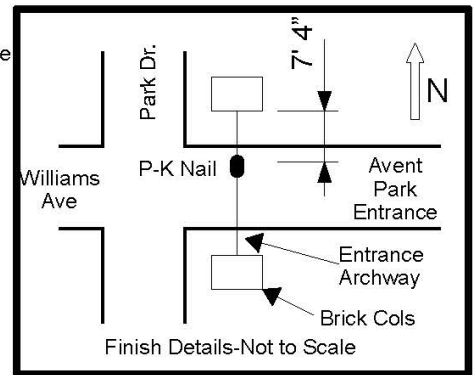 e
Park Dr.
7' 4"
N
P-K Nail
Williams
Ave
Avent
Park
Entrance
Entrance
Archway
Brick Cols
Finish Details-Not to Scale